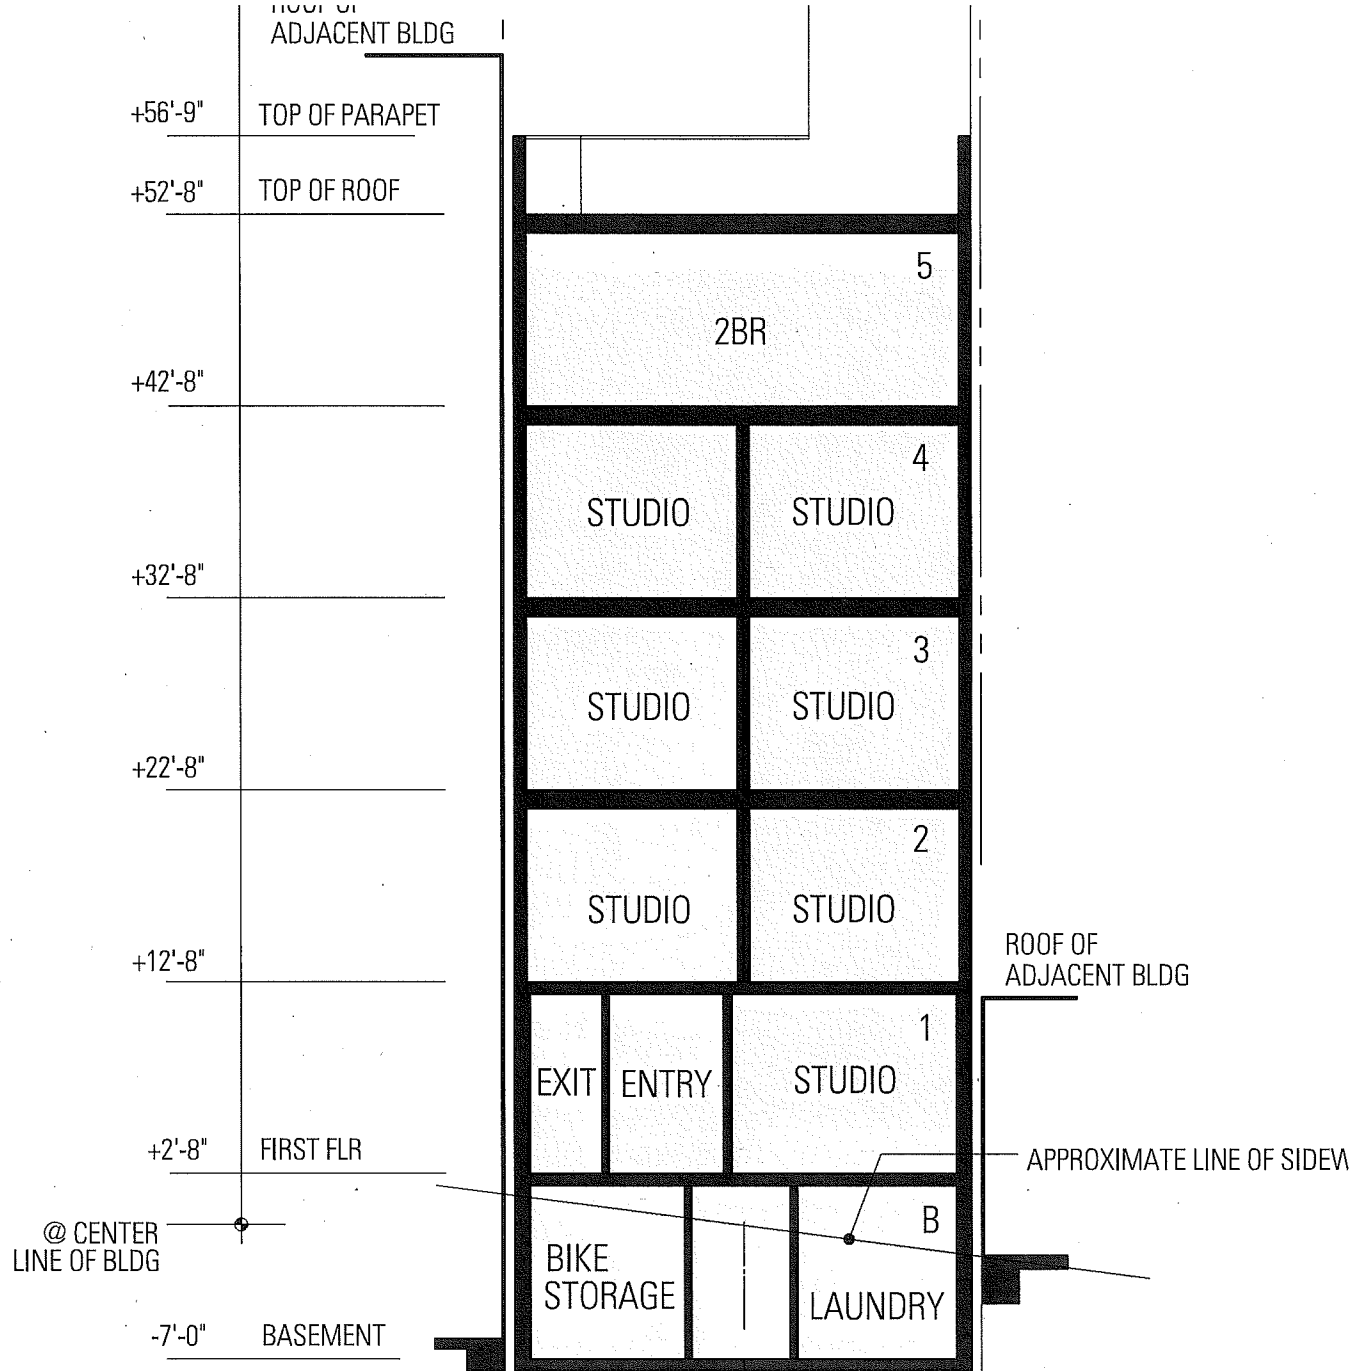 ADJACENT BLDG
+56'-9" TOP OF PARAPET
+52'-8" TOP OF ROOF
5
2BR
+42'-8"
4
STUDIO STUDIO
+32'-8"
3
STUDIO STUDIO
+22'-8"
2
STUDIO STUDIO
ROOF OF
ADJACENT BLDG
+12'-8"
1
EXIT ENTRY STUDIO
+2'-8" FIRST FLR
APPROXIMATE LINE OF
B
@ CENTER
LINE OF BLDG
BIKE
STORAGE
LAUNDRY
-7'-0" BASEMENT